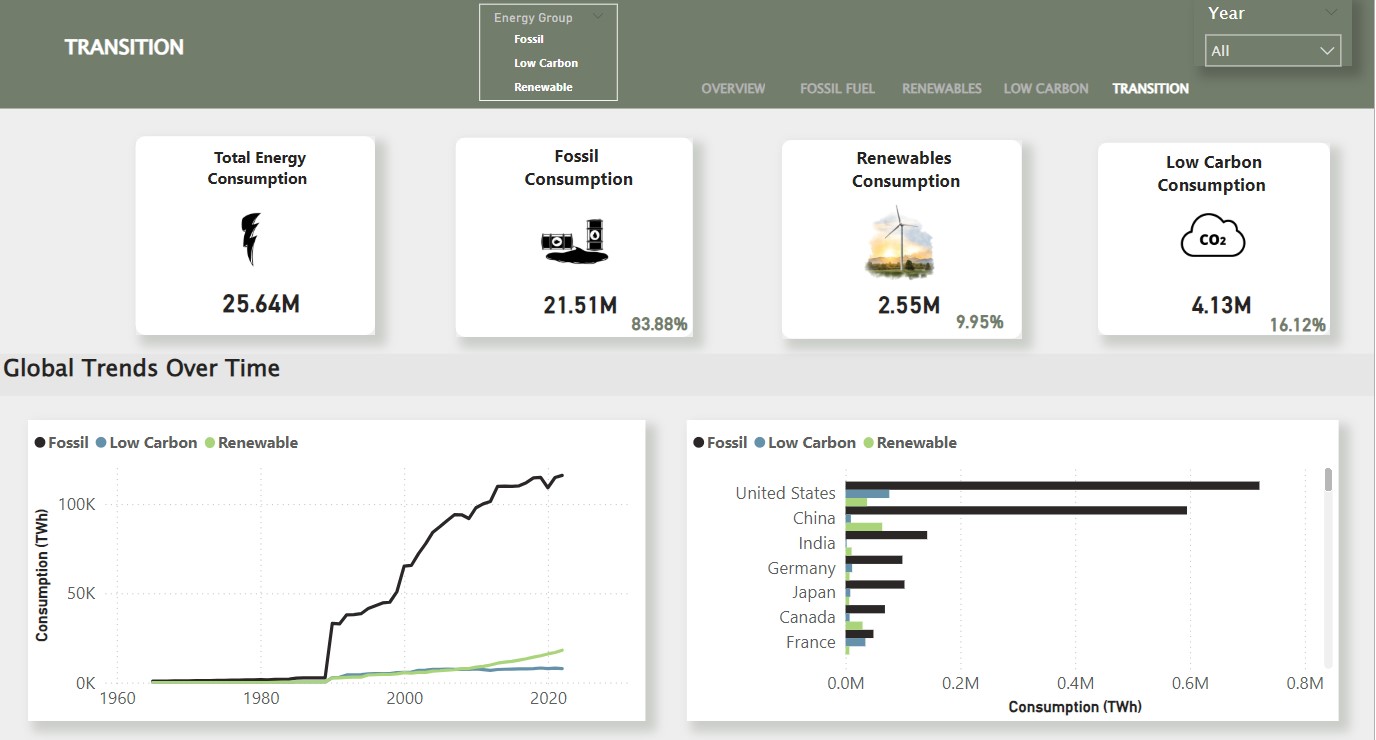 TRANSITION
Energy Group
Fossil
Low Carbon
Renewable
Year
All
OVERVIEW
FOSSIL FUEL
RENEWABLES
LOW CARBON
TRANSITION
Total Energy
Consumption
25.64M
Fossil
Consumption
21.51M
83.88%
Renewables
Consumption
2.55M
9.95%
Low Carbon
Consumption
CO₂
4.13M
16.12%
Global Trends Over Time
Fossil Low Carbon Renewable
Consumption (TWh)
100K
50K
0K
1960 1980 2000 2020
Fossil Low Carbon Renewable
United States
China
India
Germany
Japan
Canada
France
0.0M 0.2M 0.4M 0.6M 0.8M
Consumption (TWh)